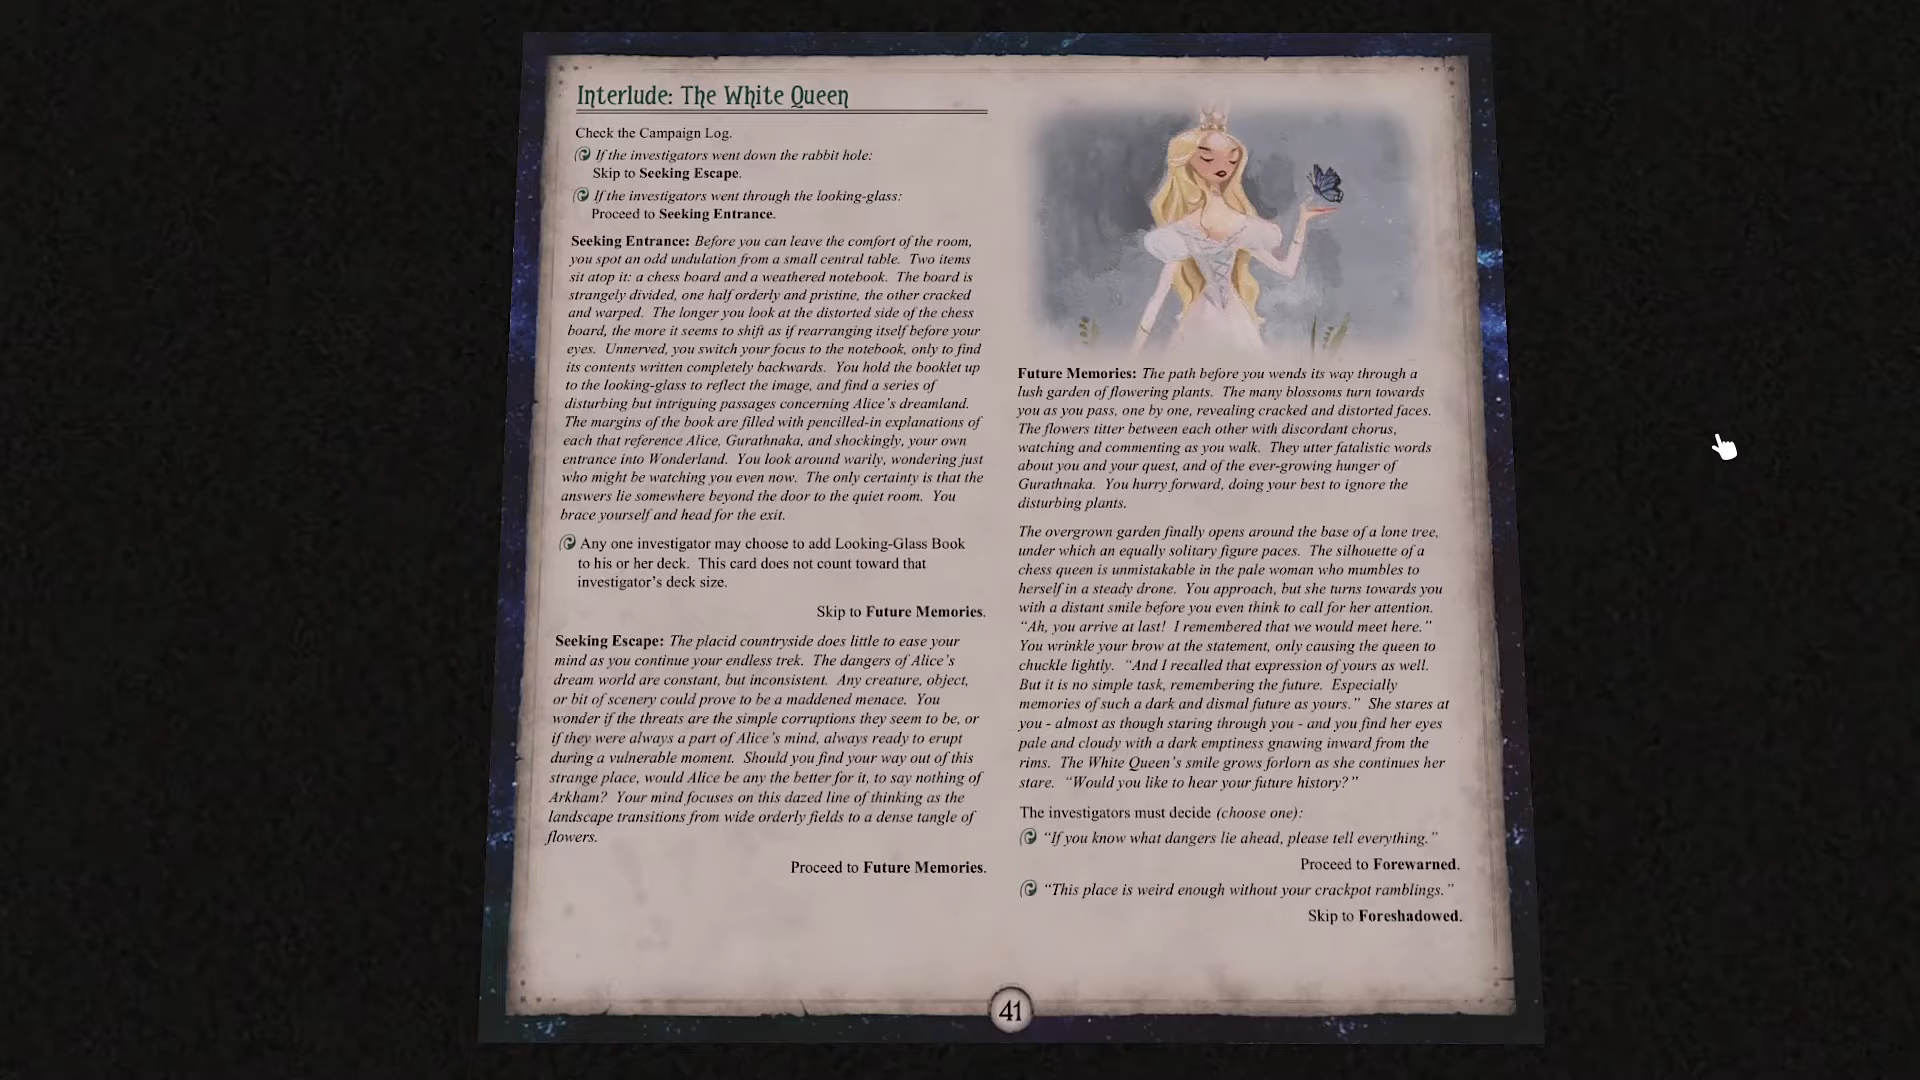 Interlude: The White Queen
Check the Campaign Log.
If the investigators went down the rabbit hole:
Skip to Seeking Escape.
If the investigators went through the looking-glass:
Proceed to Seeking Entrance.
Seeking Entrance: Before you can leave the comfort of the room,
you spot an odd undulation from a small central table. Two items
sit atop it: a chess board and a weathered notebook. The board is
strangely divided, one half orderly and pristine, the other cracked
and warped. The longer you look at the distorted side of the chess
board, the more it seems to shift as if rearranging itself before your
eyes. Unnerved, you switch your focus to the notebook, only to find
its contents written completely backwards. You hold the booklet up
to the looking-glass to reflect the image, and find a series of
disturbing but intriguing passages concerning Alice's dreamland.
The margins of the book are filled with pencilled-in explanations of
each that reference Alice, Gurathnaka, and shockingly, your own
entrance into Wonderland. You look around warily, wondering just
who might be watching you even now. The only certainty is that the
answers lie somewhere beyond the door to the quiet room. You
brace yourself and head for the exit.
Any one investigator may choose to add Looking-Glass Book
to his or her deck. This card does not count toward that
investigator's deck size.
Skip to Future Memories.
Seeking Escape: The placid countryside does little to ease your
mind as you continue your endless trek. The dangers of Alice's
dream world are constant, but inconsistent. Any creature, object,
or bit of scenery could prove to be a maddened menace. You
wonder if the threats are the simple corruptions they seem to be, or
if they were always a part of Alice's mind, always ready to erupt
during a vulnerable moment. Should you find your way out of this
strange place, would Alice be any the better for it, to say nothing of
Arkham? Your mind focuses on this dazed line of thinking as the
landscape transitions from wide orderly fields to a dense tangle of
flowers.
Proceed to Future Memories.
Future Memories: The path before you wends its way through a
lush garden of flowering plants. The many blossoms turn towards
you as you pass, one by one, revealing cracked and distorted faces.
The flowers titter between each other with discordant chorus,
watching and commenting as you walk. They utter fatalistic words
about you and your quest, and of the ever-growing hunger of
Gurathnaka. You hurry forward, doing your best to ignore the
disturbing plants.
The overgrown garden finally opens around the base of a lone tree,
under which an equally solitary figure paces. The silhouette of a
chess queen is unmistakable in the pale woman who mumbles to
herself in a steady drone. You approach, but she turns towards you
with a distant smile before you even think to call for her attention.
"Ah, you arrive at last! I remembered that we would meet here."
You wrinkle your brow at the statement, only causing the queen to
chuckle lightly. "And I recalled that expression of yours as well.
But it is no simple task, remembering the future. Especially
memories of such a dark and dismal future as yours." She stares at
you - almost as though staring through you - and you find her eyes
pale and cloudy with a dark emptiness gnawing inward from the
rims. The White Queen's smile grows forlorn as she continues her
stare. "Would you like to hear your future history?"
The investigators must decide (choose one):
"If you know what dangers lie ahead, please tell everything."
Proceed to Forewarned.
"This place is weird enough without your crackpot ramblings."
Skip to Foreshadowed.
41